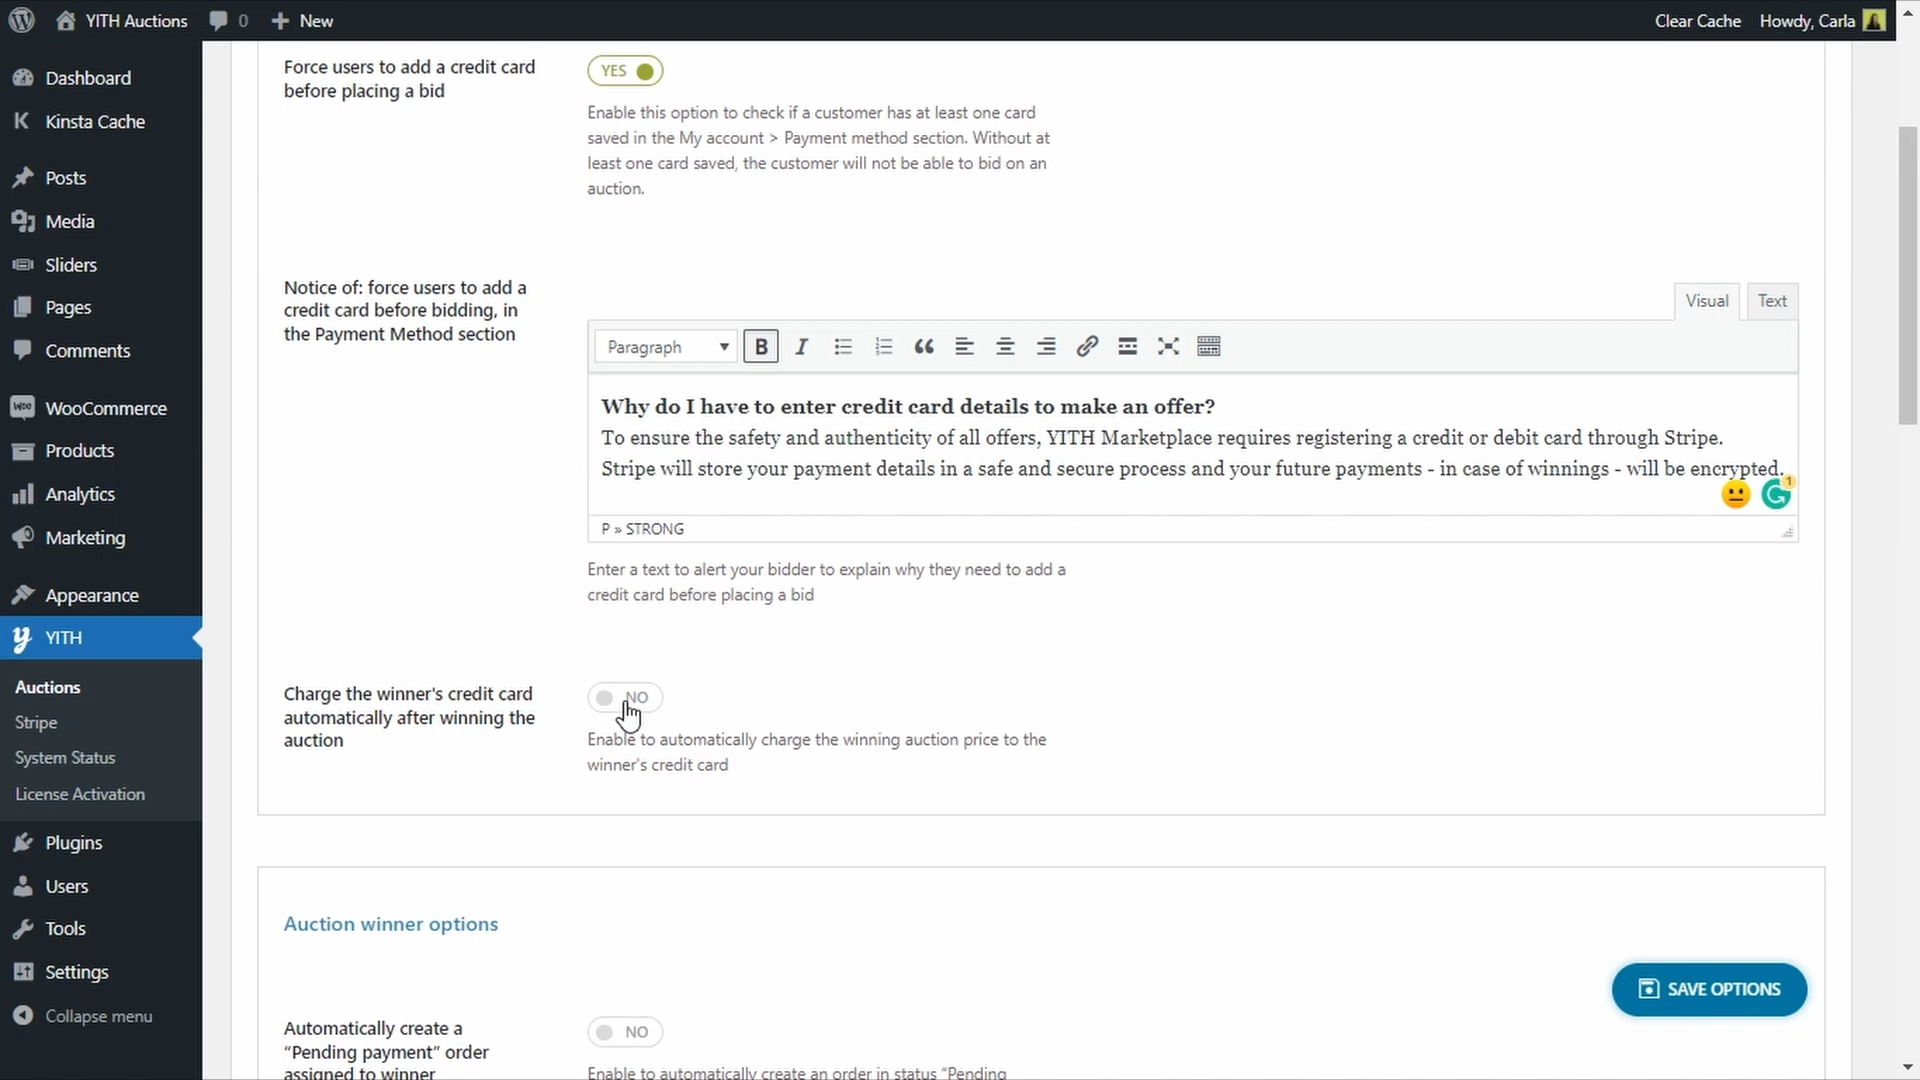 YITH Auctions
0
New
Clear Cache
Howdy, Carla
Dashboard
Kinsta Cache
Posts
Media
Sliders
Pages
Comments
WooCommerce
Products
Analytics
Marketing
Appearance
YITH
Auctions
Stripe
System Status
License Activation
Plugins
Users
Tools
Settings
Collapse menu
Force users to add a credit card
before placing a bid
YES
Enable this option to check if a customer has at least one card
saved in the My account > Payment method section. Without at
least one card saved, the customer will not be able to bid on an
auction.
Notice of: force users to add a
credit card before bidding, in
the Payment Method section
Visual
Text
Paragraph
B
I
Why do I have to enter credit card details to make an offer?
To ensure the safety and authenticity of all offers, YITH Marketplace requires registering a credit or debit card through Stripe.
Stripe will store your payment details in a safe and secure process and your future payments - in case of winnings - will be encrypted.
1
P » STRONG
Enter a text to alert your bidder to explain why they need to add a
credit card before placing a bid
Charge the winner's credit card
automatically after winning the
auction
NO
Enable to automatically charge the winning auction price to the
winner's credit card
Auction winner options
SAVE OPTIONS
Automatically create a
“Pending payment” order
assigned to winner
NO
Enable to automatically create an order in status “Pending